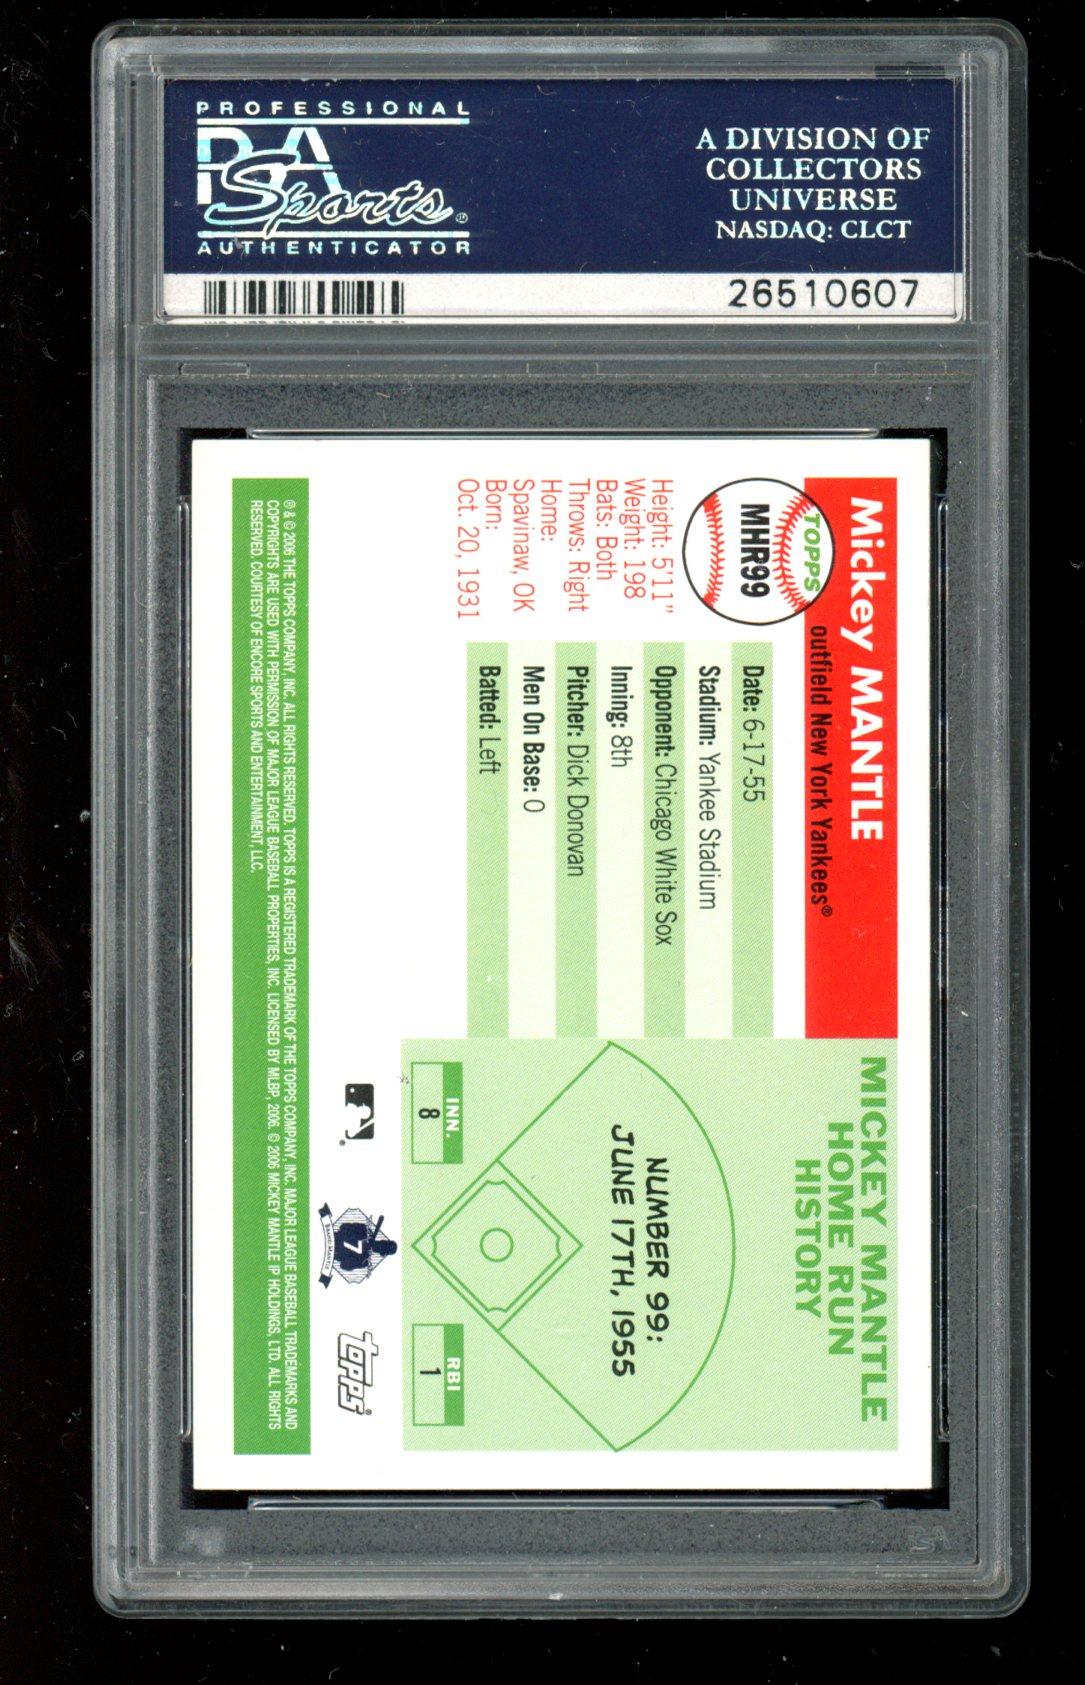 PROFESSIONAL
PSA
Sports®
AUTHENTICATOR
A DIVISION OF
COLLECTORS
UNIVERSE
NASDAQ: CLCT
26510607
Mickey MANTLE
outfield New York Yankees®
TOPPS
MHR99
Height: 5'11"
Weight: 198
Bats: Both
Throws: Right
Home:
Spavinaw, OK
Born:
Oct. 20, 1931
Date: 6-17-55
Stadium: Yankee Stadium
Opponent: Chicago White Sox
Inning: 8th
Pitcher: Dick Donovan
Men On Base: 0
Batted: Left
MICKEY MANTLE
HOME RUN
HISTORY
NUMBER 99:
JUNE 17TH, 1955
INN.
8
RBI
1
7
topps®
® & © 2006 THE TOPPS COMPANY, INC. ALL RIGHTS RESERVED. TOPPS IS A REGISTERED TRADEMARK OF THE TOPPS COMPANY, INC. MAJOR LEAGUE BASEBALL TRADEMARKS AND
COPYRIGHTS ARE USED WITH PERMISSION OF MAJOR LEAGUE BASEBALL PROPERTIES, INC. LICENSED BY MLBP, 2006. © 2006 MICKEY MANTLE IP HOLDINGS, LTD. ALL RIGHTS
RESERVED. COURTESY OF ENCORE SPORTS AND ENTERTAINMENT, LLC.
PSA